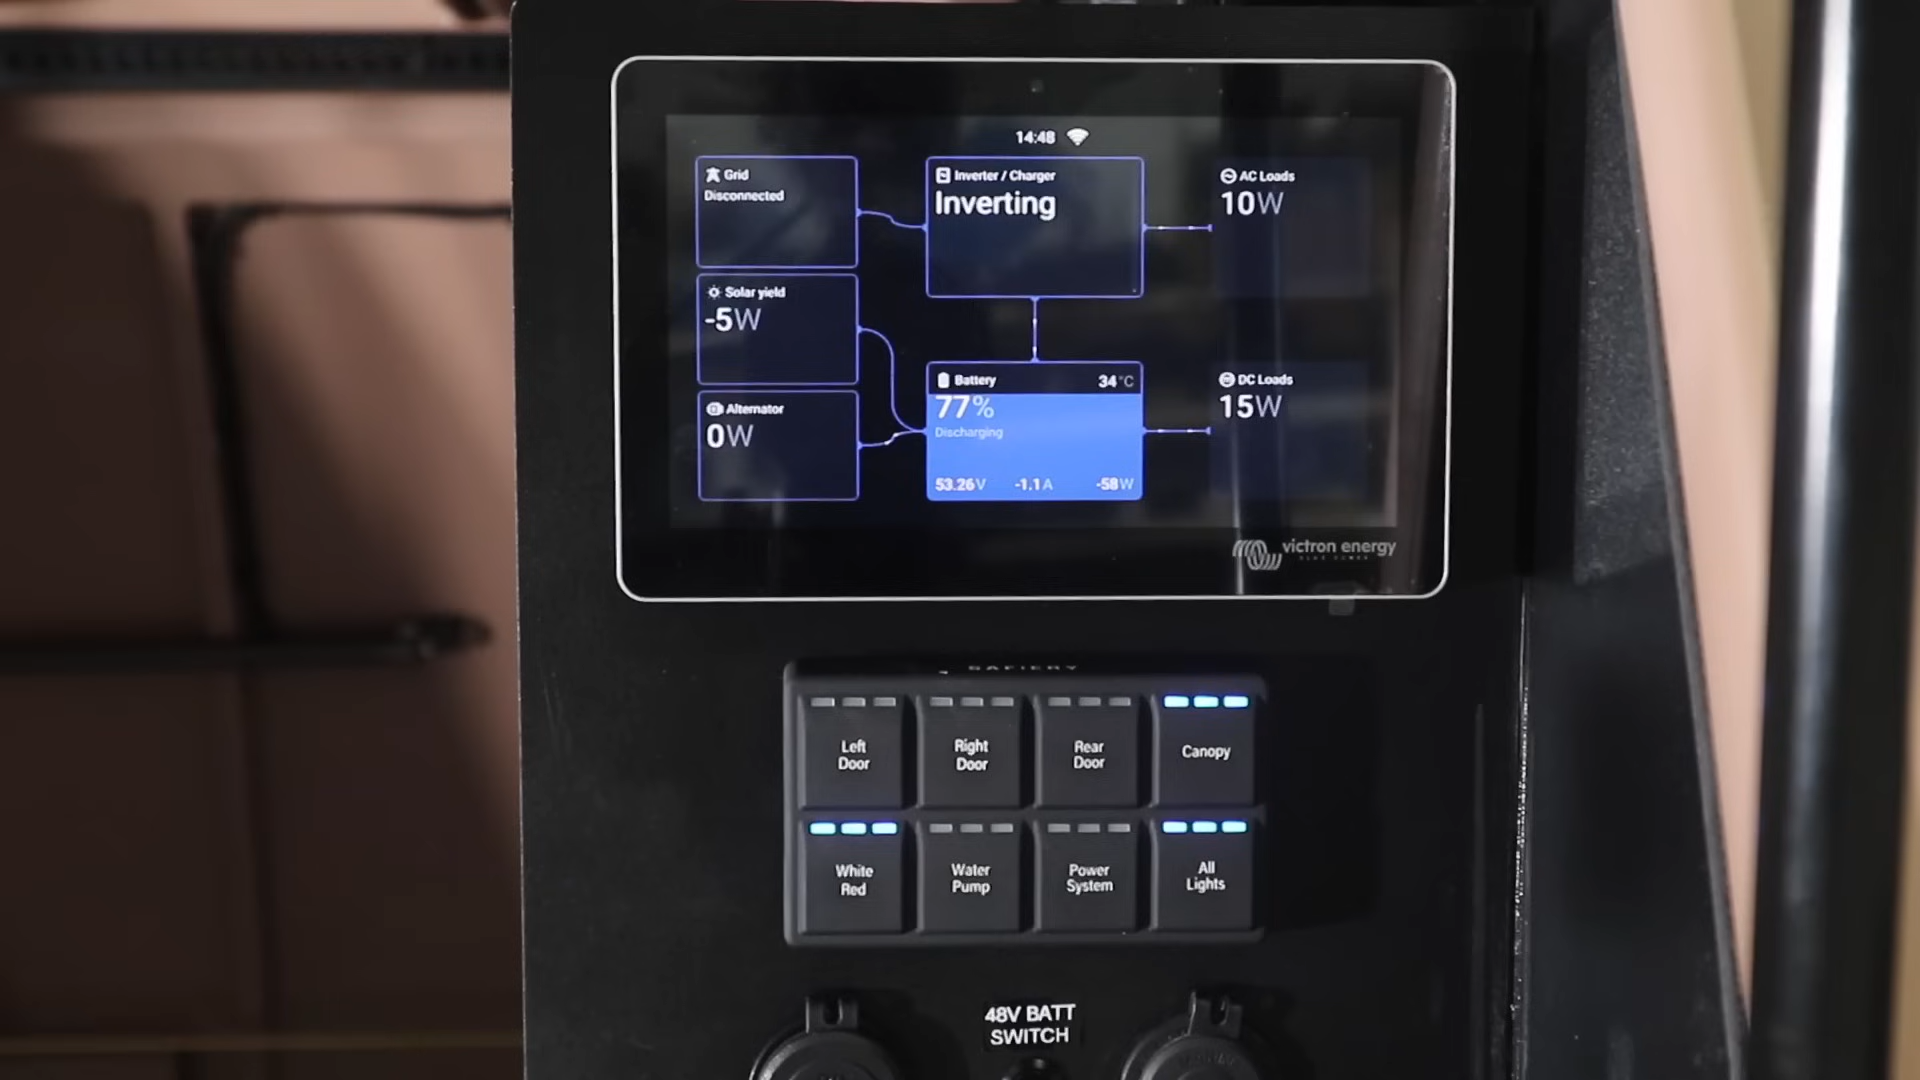 14:48
Grid
Disconnected
Inverter / Charger
Inverting
AC Loads
10W
Solar yield
-5W
Alternator
0W
Battery 34°C
77%
Discharging
53.26V -1.1A -58W
DC Loads
15W
victron energy
BLUE POWER
Left
Door
Right
Door
Rear
Door
Canopy
White
Red
Water
Pump
Power
System
All
Lights
48V BATT
SWITCH